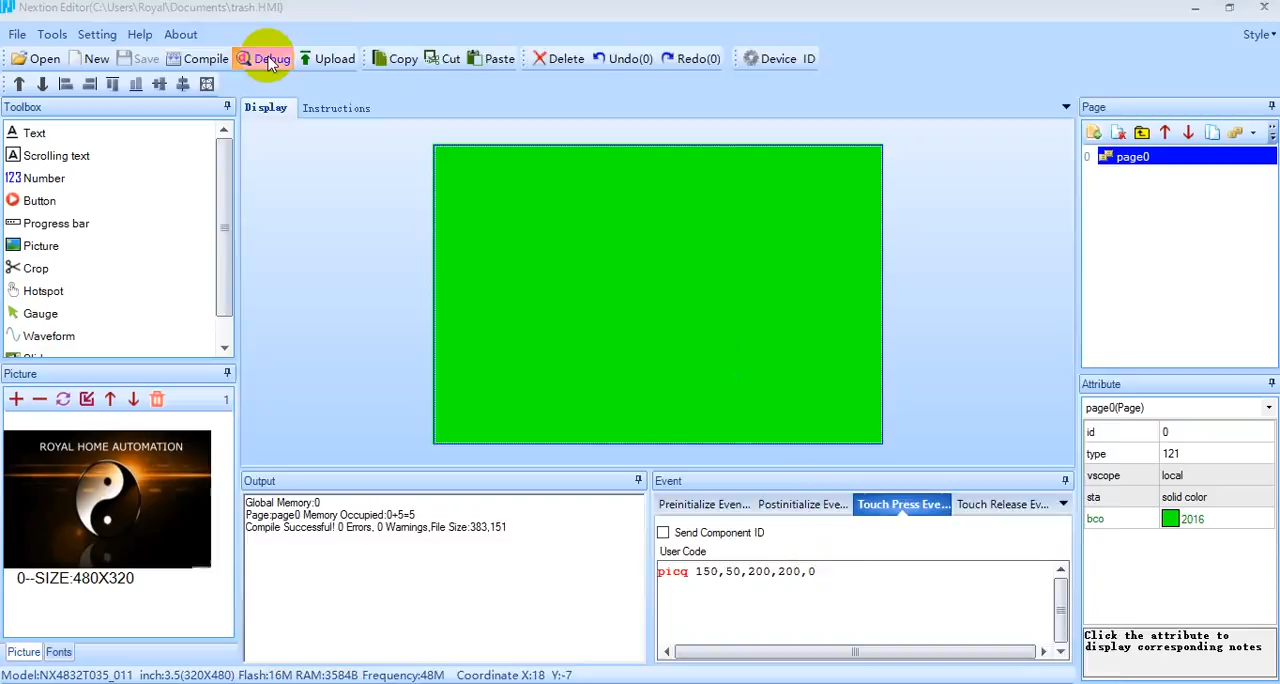 Nextion Editor(C:\Users\Royal\Documents\trash.HMI)
File Tools Setting Help About
Style
Open New Save Compile Debug Upload Copy Cut Paste Delete Undo(0) Redo(0) Device ID
Toolbox
Display Instructions
Page
A Text
A Scrolling text
123 Number
Button
Progress bar
Picture
Crop
Hotspot
Gauge
Waveform
0 page0
Picture
1
ROYAL HOME AUTOMATION
0--SIZE:480X320
Picture Fonts
Output
Global Memory:0
Page:page0 Memory Occupied:0+5=5
Compile Successful! 0 Errors, 0 Warnings,File Size:383,151
Event
Preinitialize Even... Postinitialize Eve... Touch Press Eve... Touch Release Ev...
Send Component ID
User Code
picq 150,50,200,200,0
Attribute
page0(Page)
id 0
type 121
vscope local
sta solid color
bco 2016
Click the attribute to
display corresponding notes
Model:NX4832T035_011 inch:3.5(320X480) Flash:16M RAM:3584B Frequency:48M Coordinate X:18 Y:-7